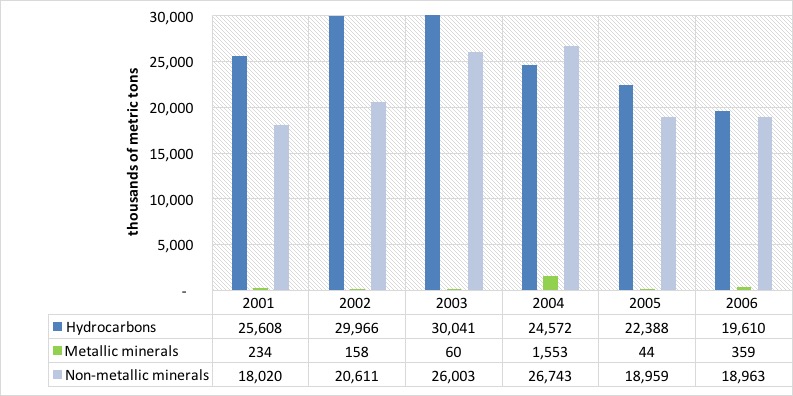 thousands of metric tons
30,000
25,000
20,000
15,000
10,000
5,000
-
2001 2002 2003 2004 2005 2006
Hydrocarbons 25,608 29,966 30,041 24,572 22,388 19,610
Metallic minerals 234 158 60 1,553 44 359
Non-metallic minerals 18,020 20,611 26,003 26,743 18,959 18,963